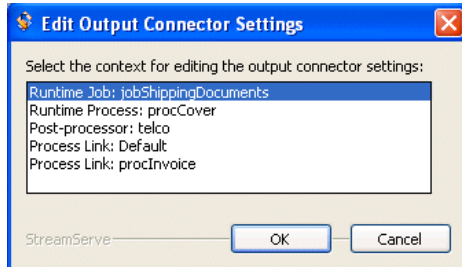 Edit Output Connector Settings
Select the context for editing the output connector settings:
Runtime Job: jobShippingDocuments
Runtime Process: procCover
Post-processor: telco
Process Link: Default
Process Link: procInvoice
StreamServe
OK
Cancel